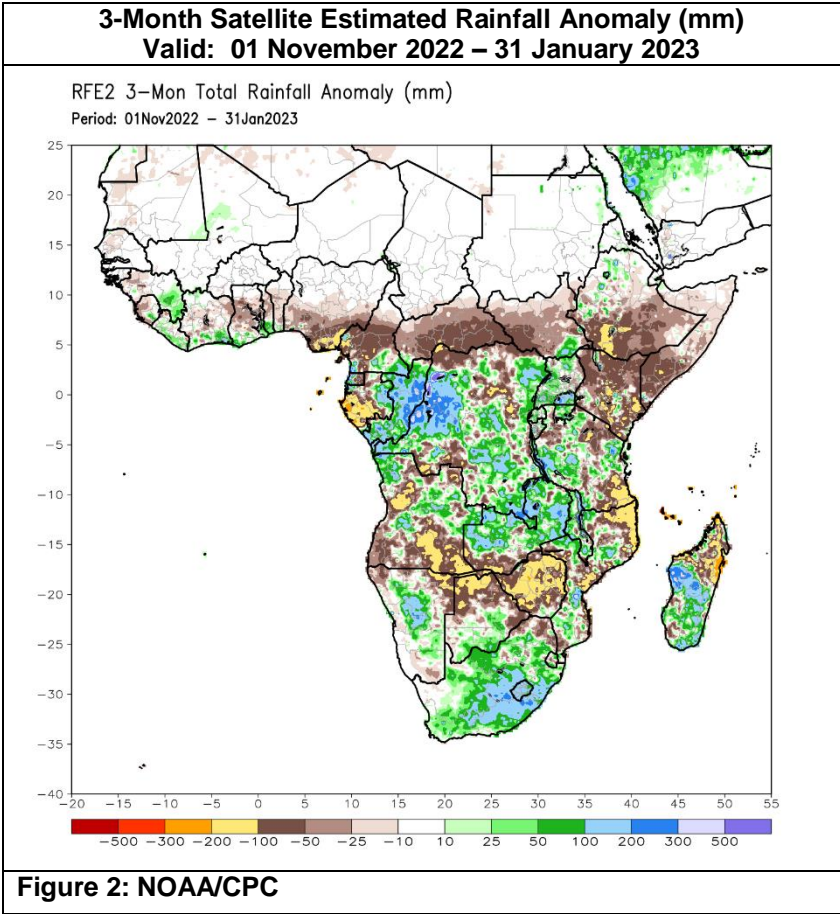 3-Month Satellite Estimated Rainfall Anomaly (mm)
Valid: 01 November 2022 – 31 January 2023
RFE2 3-Mon Total Rainfall Anomaly (mm)
Period: 01Nov2022 – 31Jan2023
25
20
15
10
5
0
-5
-10
-15
-20
-25
-30
-35
-40
-20 -15 -10 -5 0 5 10 15 20 25 30 35 40 45 50 55
-500 -300 -200 -100 -50 -25 -10 10 25 50 100 200 300 500
Figure 2: NOAA/CPC